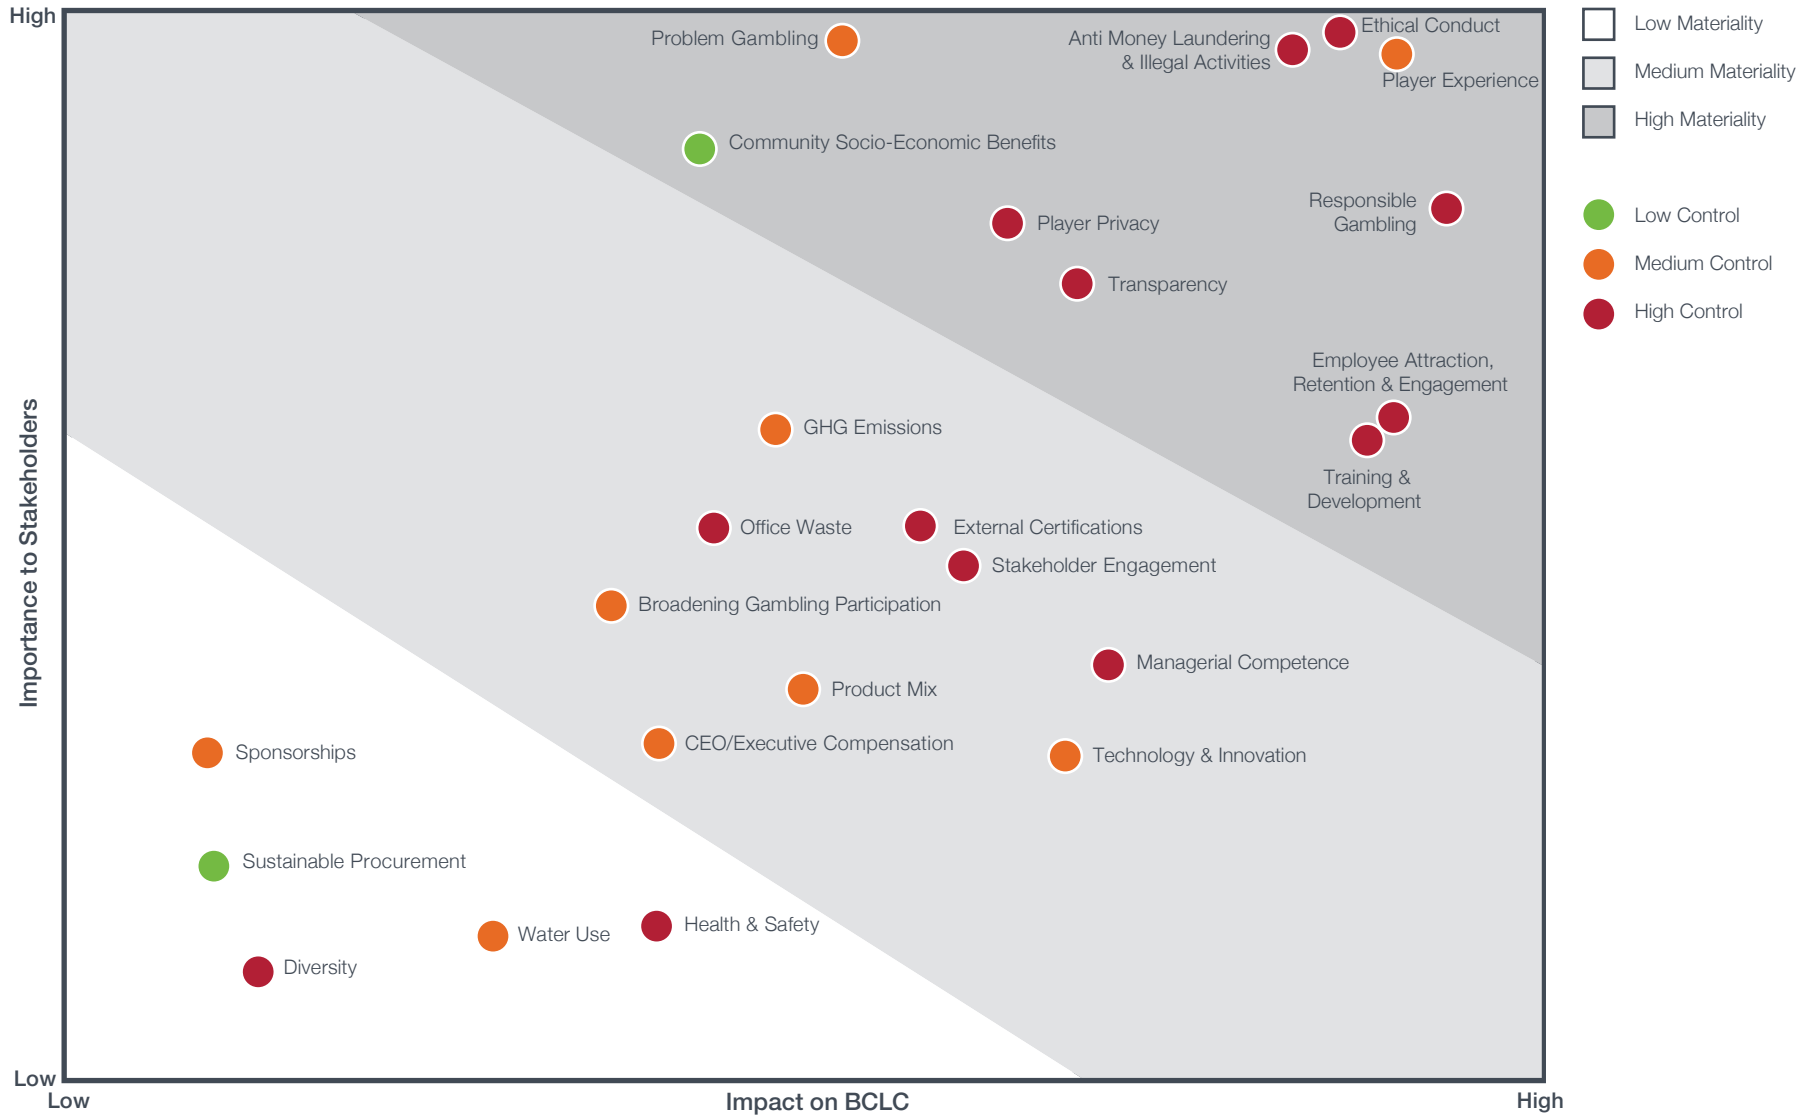 High
Problem Gambling
Anti Money Laundering
& Illegal Activities
Ethical Conduct
Player Experience
Community Socio-Economic Benefits
Responsible
Gambling
Player Privacy
Transparency
Employee Attraction,
Retention & Engagement
Training &
Development
GHG Emissions
Office Waste
External Certifications
Stakeholder Engagement
Broadening Gambling Participation
Managerial Competence
Product Mix
CEO/Executive Compensation
Technology & Innovation
Sponsorships
Sustainable Procurement
Water Use
Health & Safety
Diversity
Importance to Stakeholders
Low
Low
Impact on BCLC
High
Low Materiality
Medium Materiality
High Materiality
Low Control
Medium Control
High Control